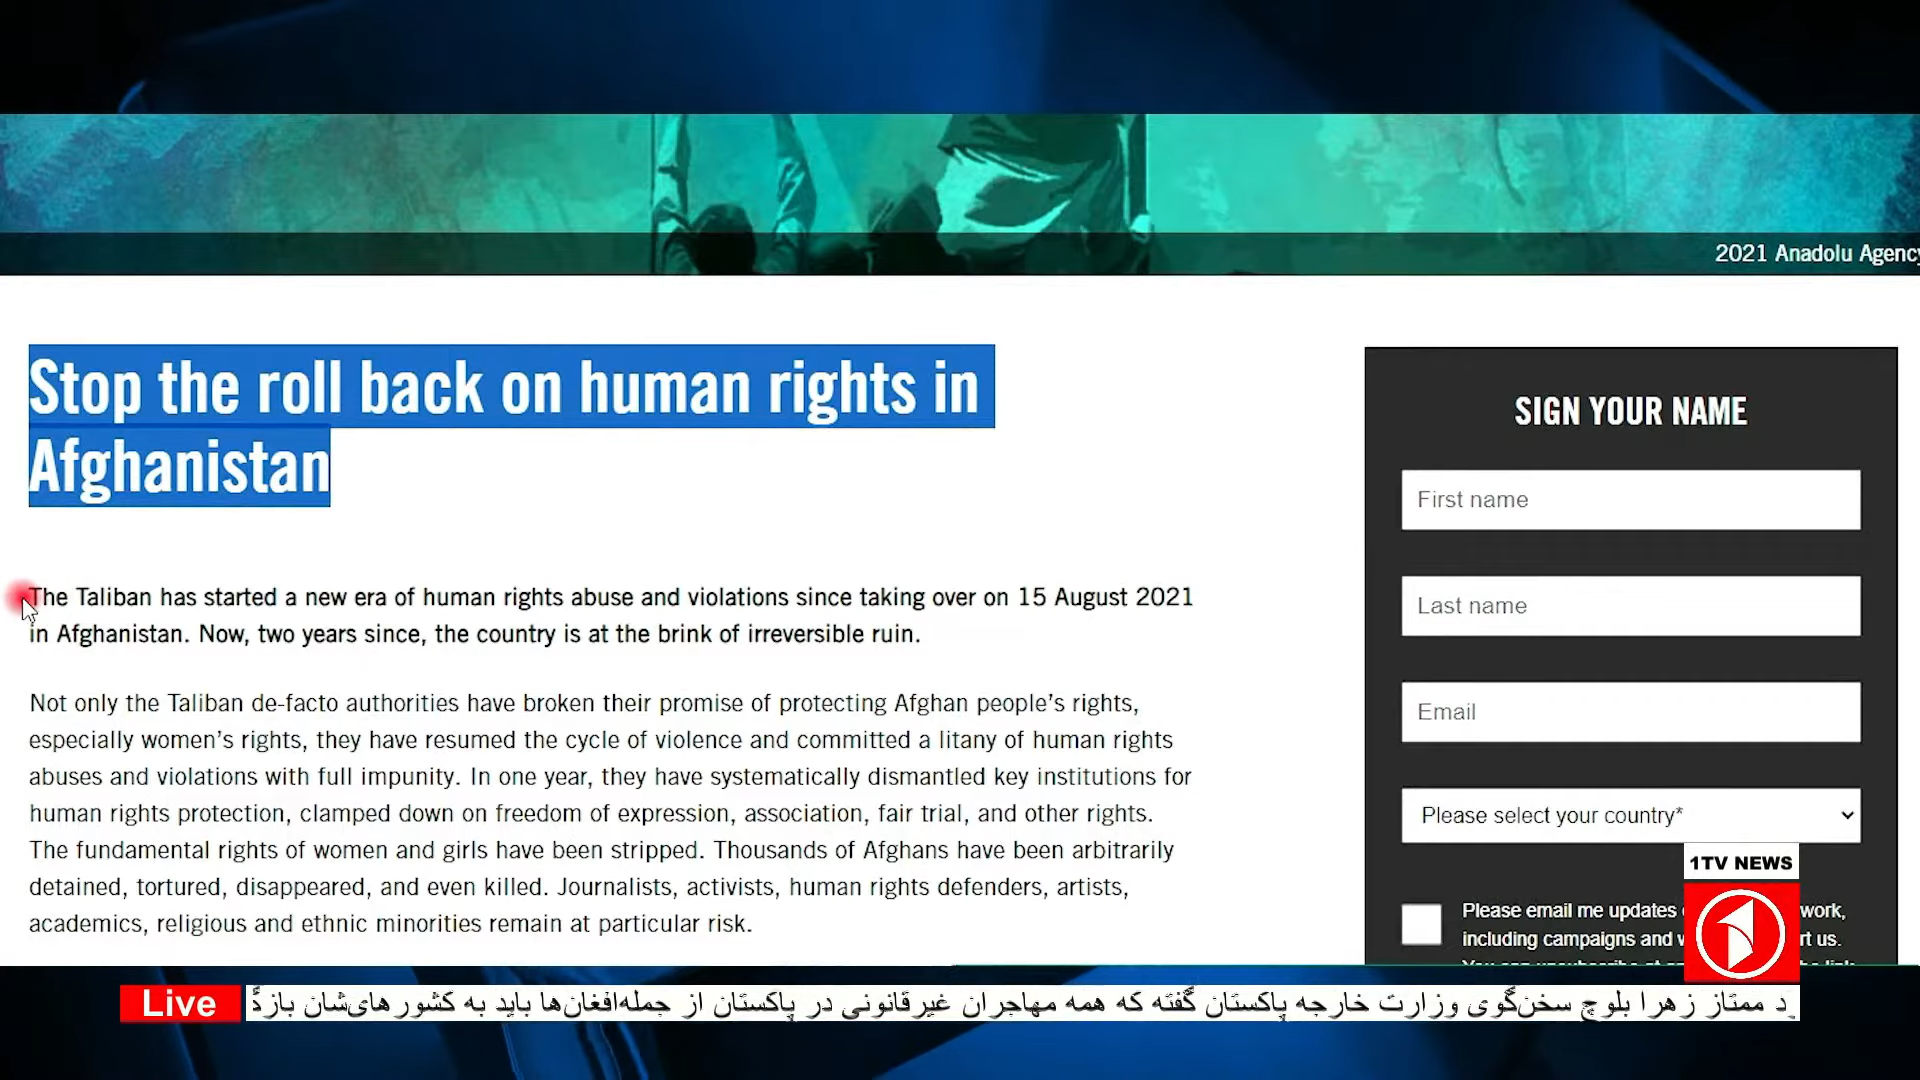 2021 Anadolu Agency
Stop the roll back on human rights in
Afghanistan
The Taliban has started a new era of human rights abuse and violations since taking over on 15 August 2021
in Afghanistan. Now, two years since, the country is at the brink of irreversible ruin.
Not only the Taliban de-facto authorities have broken their promise of protecting Afghan people’s rights,
especially women’s rights, they have resumed the cycle of violence and committed a litany of human rights
abuses and violations with full impunity. In one year, they have systematically dismantled key institutions for
human rights protection, clamped down on freedom of expression, association, fair trial, and other rights.
The fundamental rights of women and girls have been stripped. Thousands of Afghans have been arbitrarily
detained, tortured, disappeared, and even killed. Journalists, activists, human rights defenders, artists,
academics, religious and ethnic minorities remain at particular risk.
SIGN YOUR NAME
First name
Last name
Email
Please select your country*
Please email me updates work,
including campaigns and us.
1TV NEWS
Live
د ممتاز زهرا بلوچ سخن‌گوی وزارت خارجه پاکستان گفته که همه مهاجران غیرقانونی در پاکستان از جمله‌افغان‌ها باید به کشورهای‌شان بازگ